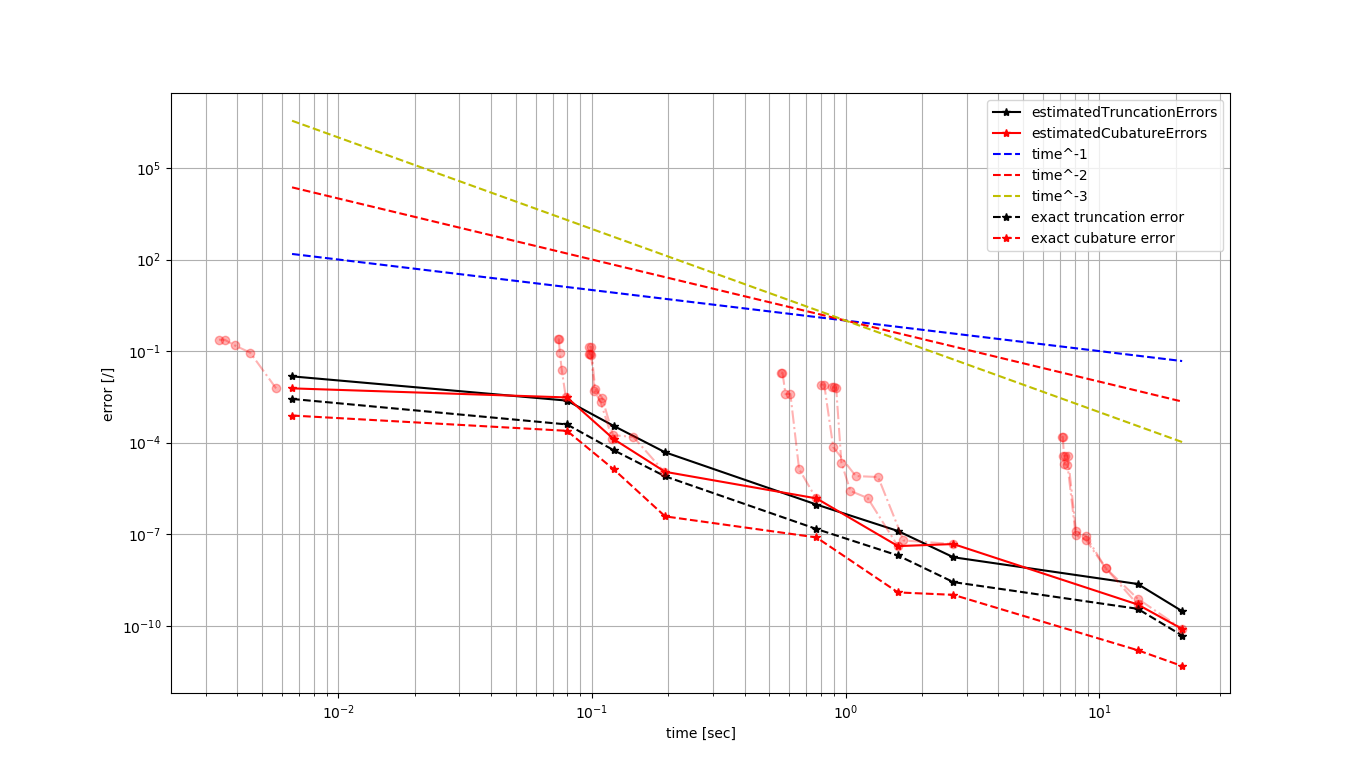 estimatedTruncationErrors
estimatedCubatureErrors
time^-1
time^-2
time^-3
exact truncation error
exact cubature error
10^5
10^2
10^−1
10^−4
10^−7
10^−10
error [/]
10^−2
10^−1
10^0
10^1
time [sec]